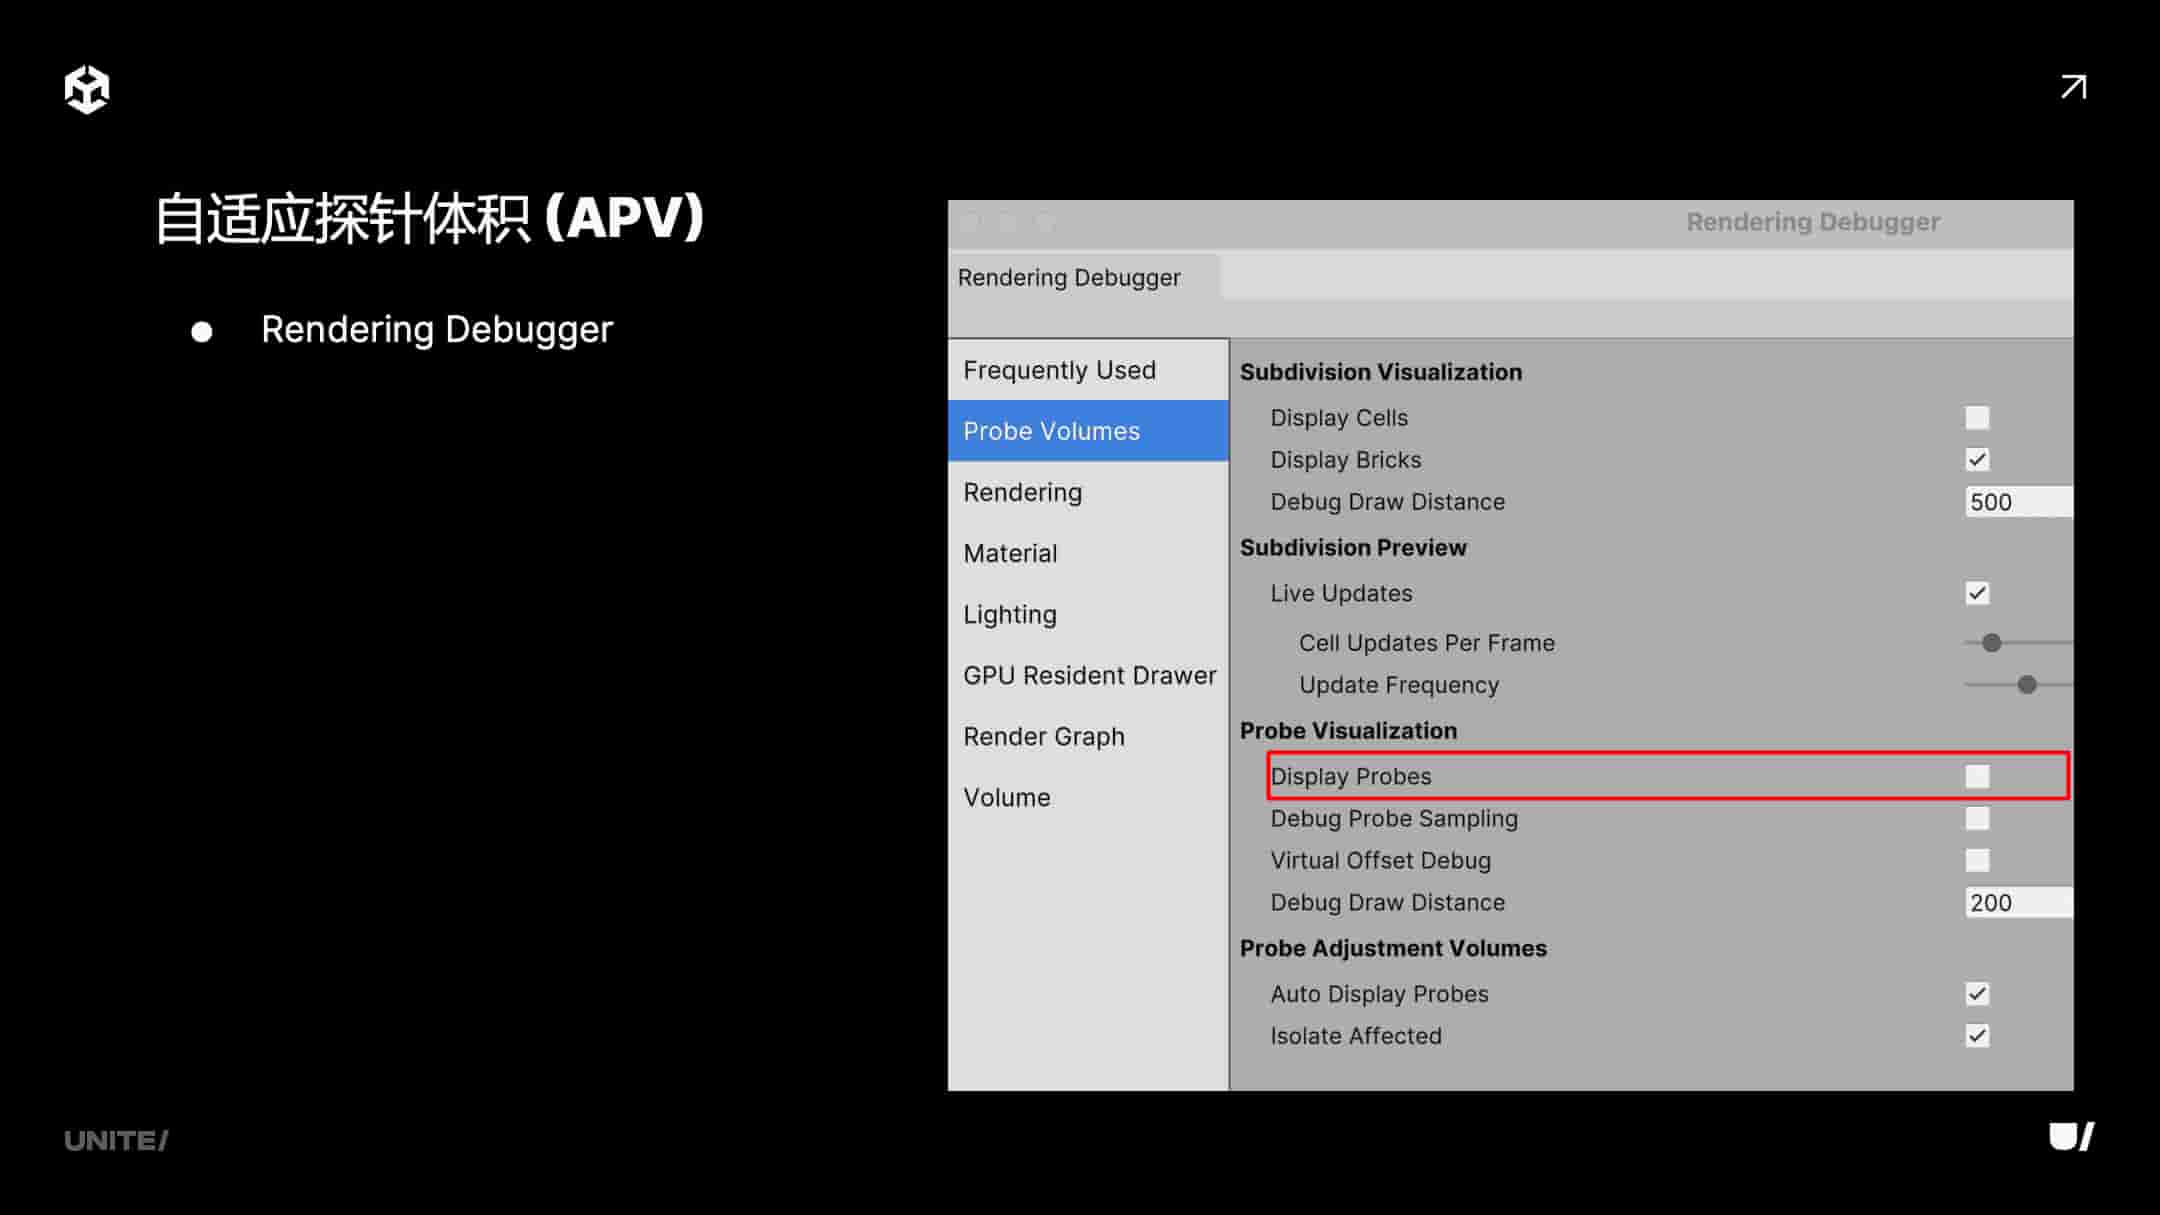 自适应探针体积 (APV)
● Rendering Debugger
Rendering Debugger
Rendering Debugger
Frequently Used
Probe Volumes
Rendering
Material
Lighting
GPU Resident Drawer
Render Graph
Volume
Subdivision Visualization
Display Cells
Display Bricks
Debug Draw Distance 500
Subdivision Preview
Live Updates
Cell Updates Per Frame
Update Frequency
Probe Visualization
Display Probes
Debug Probe Sampling
Virtual Offset Debug
Debug Draw Distance 200
Probe Adjustment Volumes
Auto Display Probes
Isolate Affected
UNITE/
U/